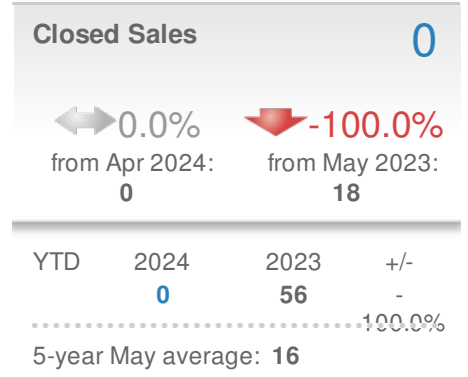 Closed Sales 0
0.0% -100.0%
from Apr 2024: from May 2023:
0 18
YTD 2024 2023 +/-
0 56 -
100.0%
5-year May average: 16